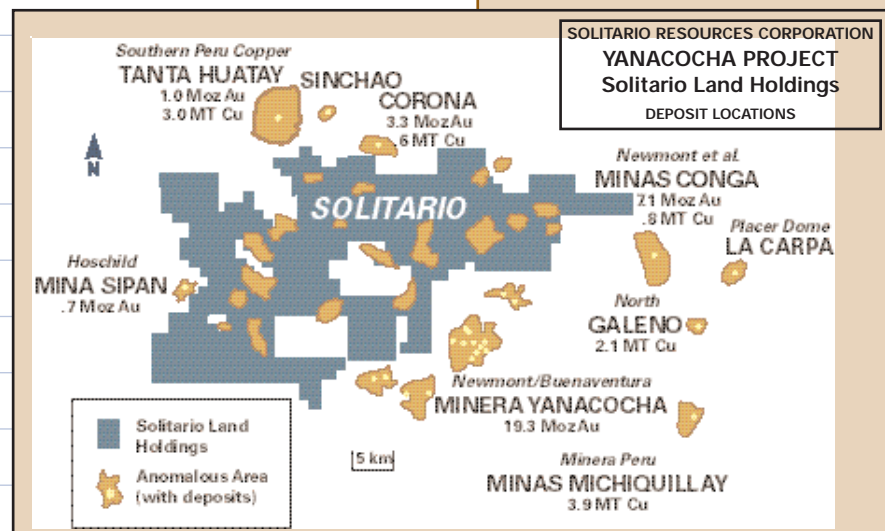 SOLITARIO RESOURCES CORPORATION
YANACOCHA PROJECT
Solitario Land Holdings
DEPOSIT LOCATIONS
Southern Peru Copper
TANTA HUATAY
1.0 Moz Au
3.0 MT Cu
SINCHAO
CORONA
3.3 Moz Au
.6 MT Cu
N
SOLITARIO
Newmont et al.
MINAS CONGA
7.1 Moz Au
.8 MT Cu
Placer Dome
LA CARPA
Hoschild
MINA SIPAN
.7 Moz Au
North
GALENO
2.1 MT Cu
Newmont/Buenaventura
MINERA YANACOCHA
19.3 Moz Au
Solitario Land
Holdings
Anomalous Area
(with deposits)
5 km
Minera Peru
MINAS MICHIQUILLAY
3.9 MT Cu